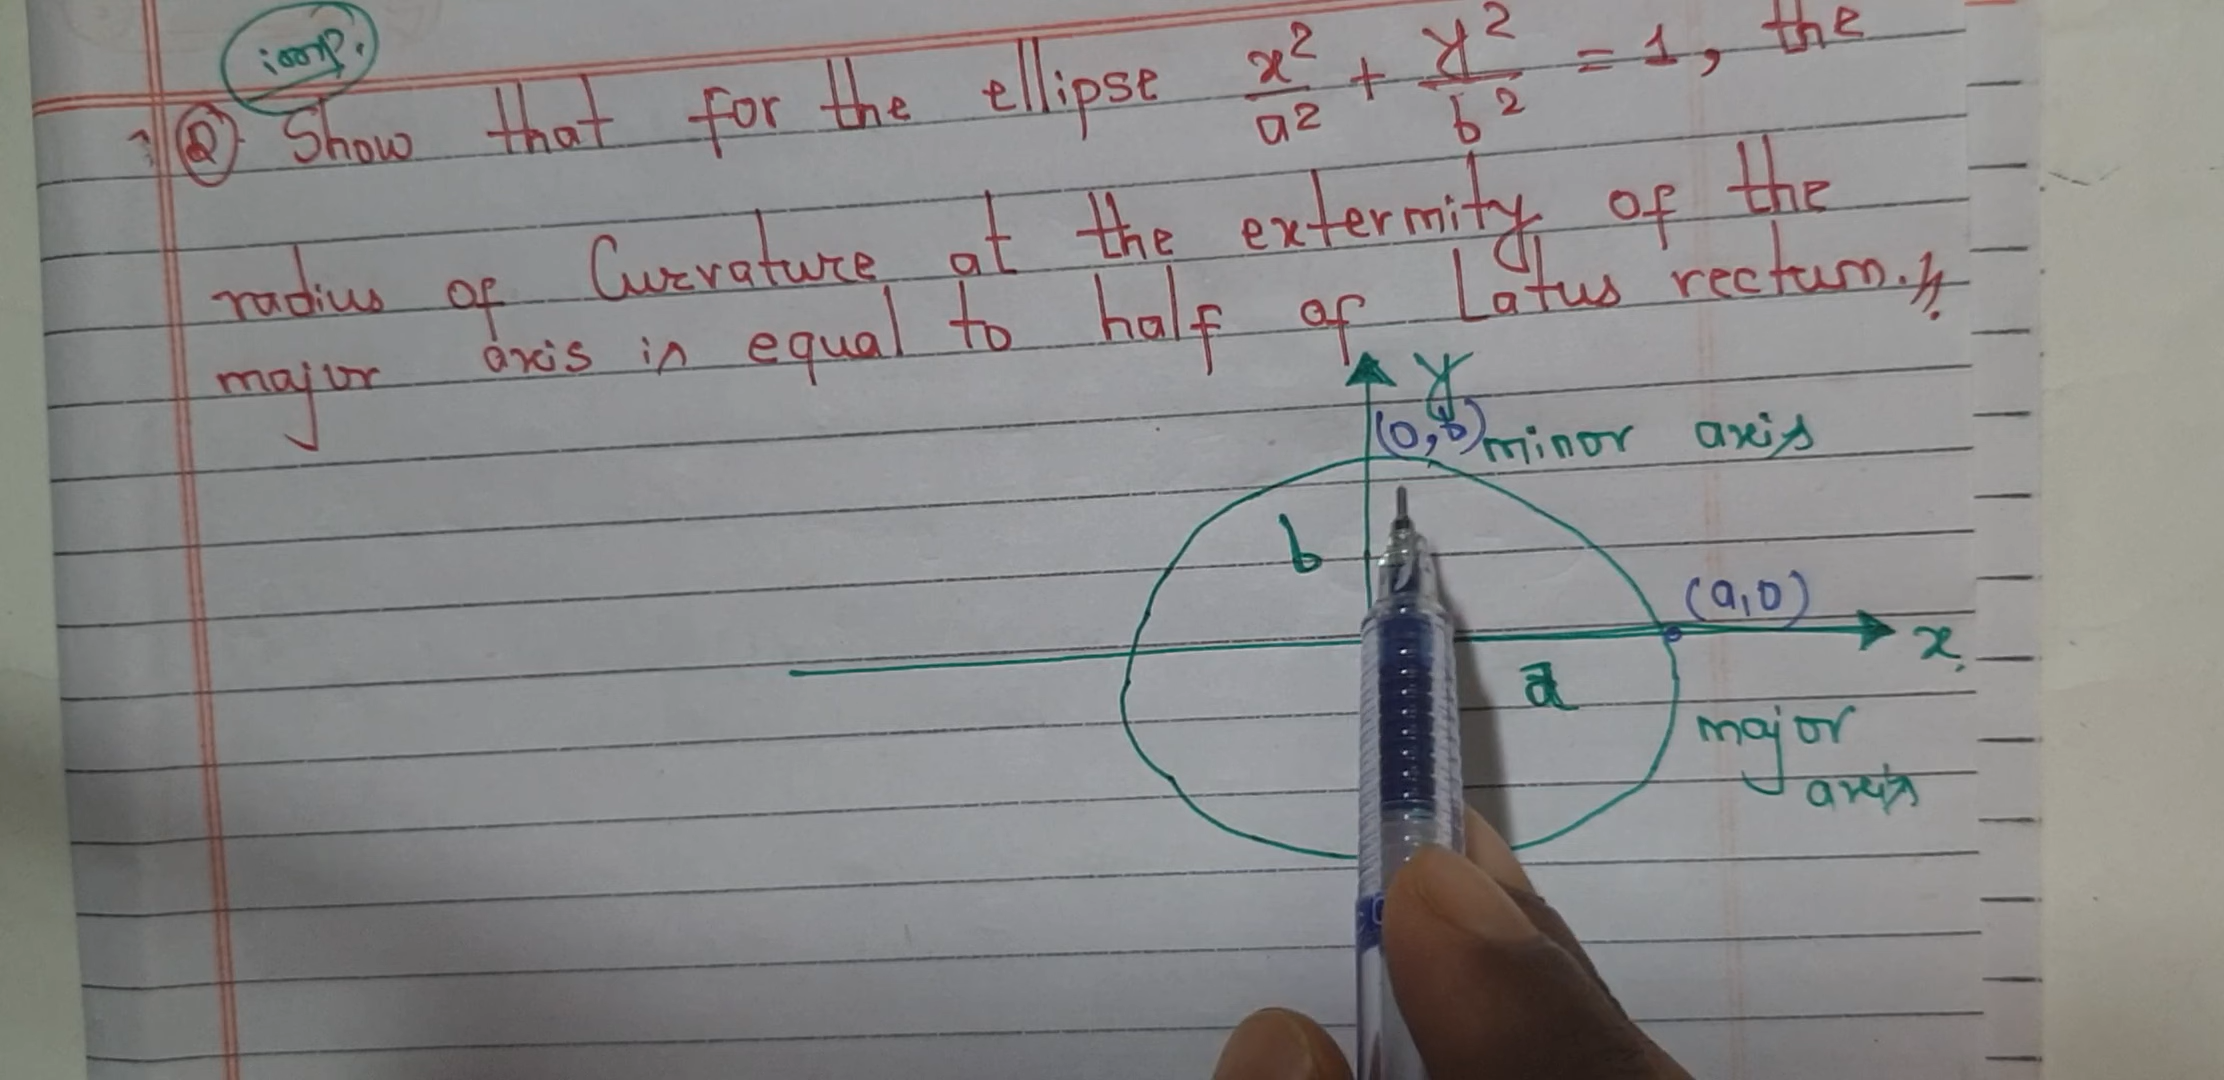 imp.
Q) Show that for the ellipse x²/a² + y²/b² = 1, the
radius of Curvature at the extermity of the
major axis is equal to half of Latus rectum.
y
(0,b) minor axis
b
(a,0)
x
a
major
axis